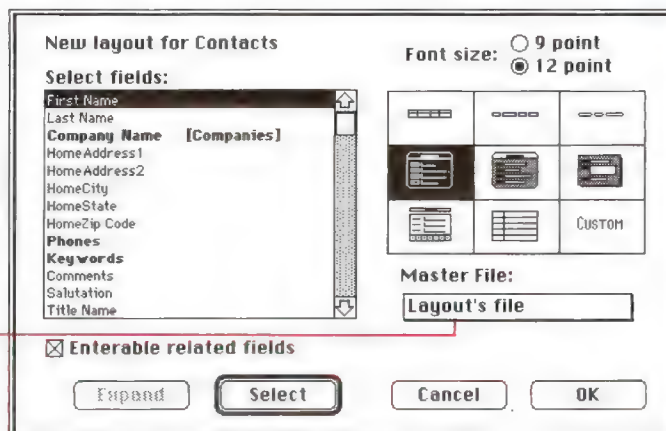 New layout for Contacts
Font size:
9 point
12 point
Select fields:
First Name
Last Name
Company Name [Companies]
HomeAddress1
HomeAddress2
HomeCity
HomeState
HomeZip Code
Phones
Keywords
Comments
Salutation
Title Name
CUSTOM
Master File:
Layout's file
Enterable related fields
Expand
Select
Cancel
OK